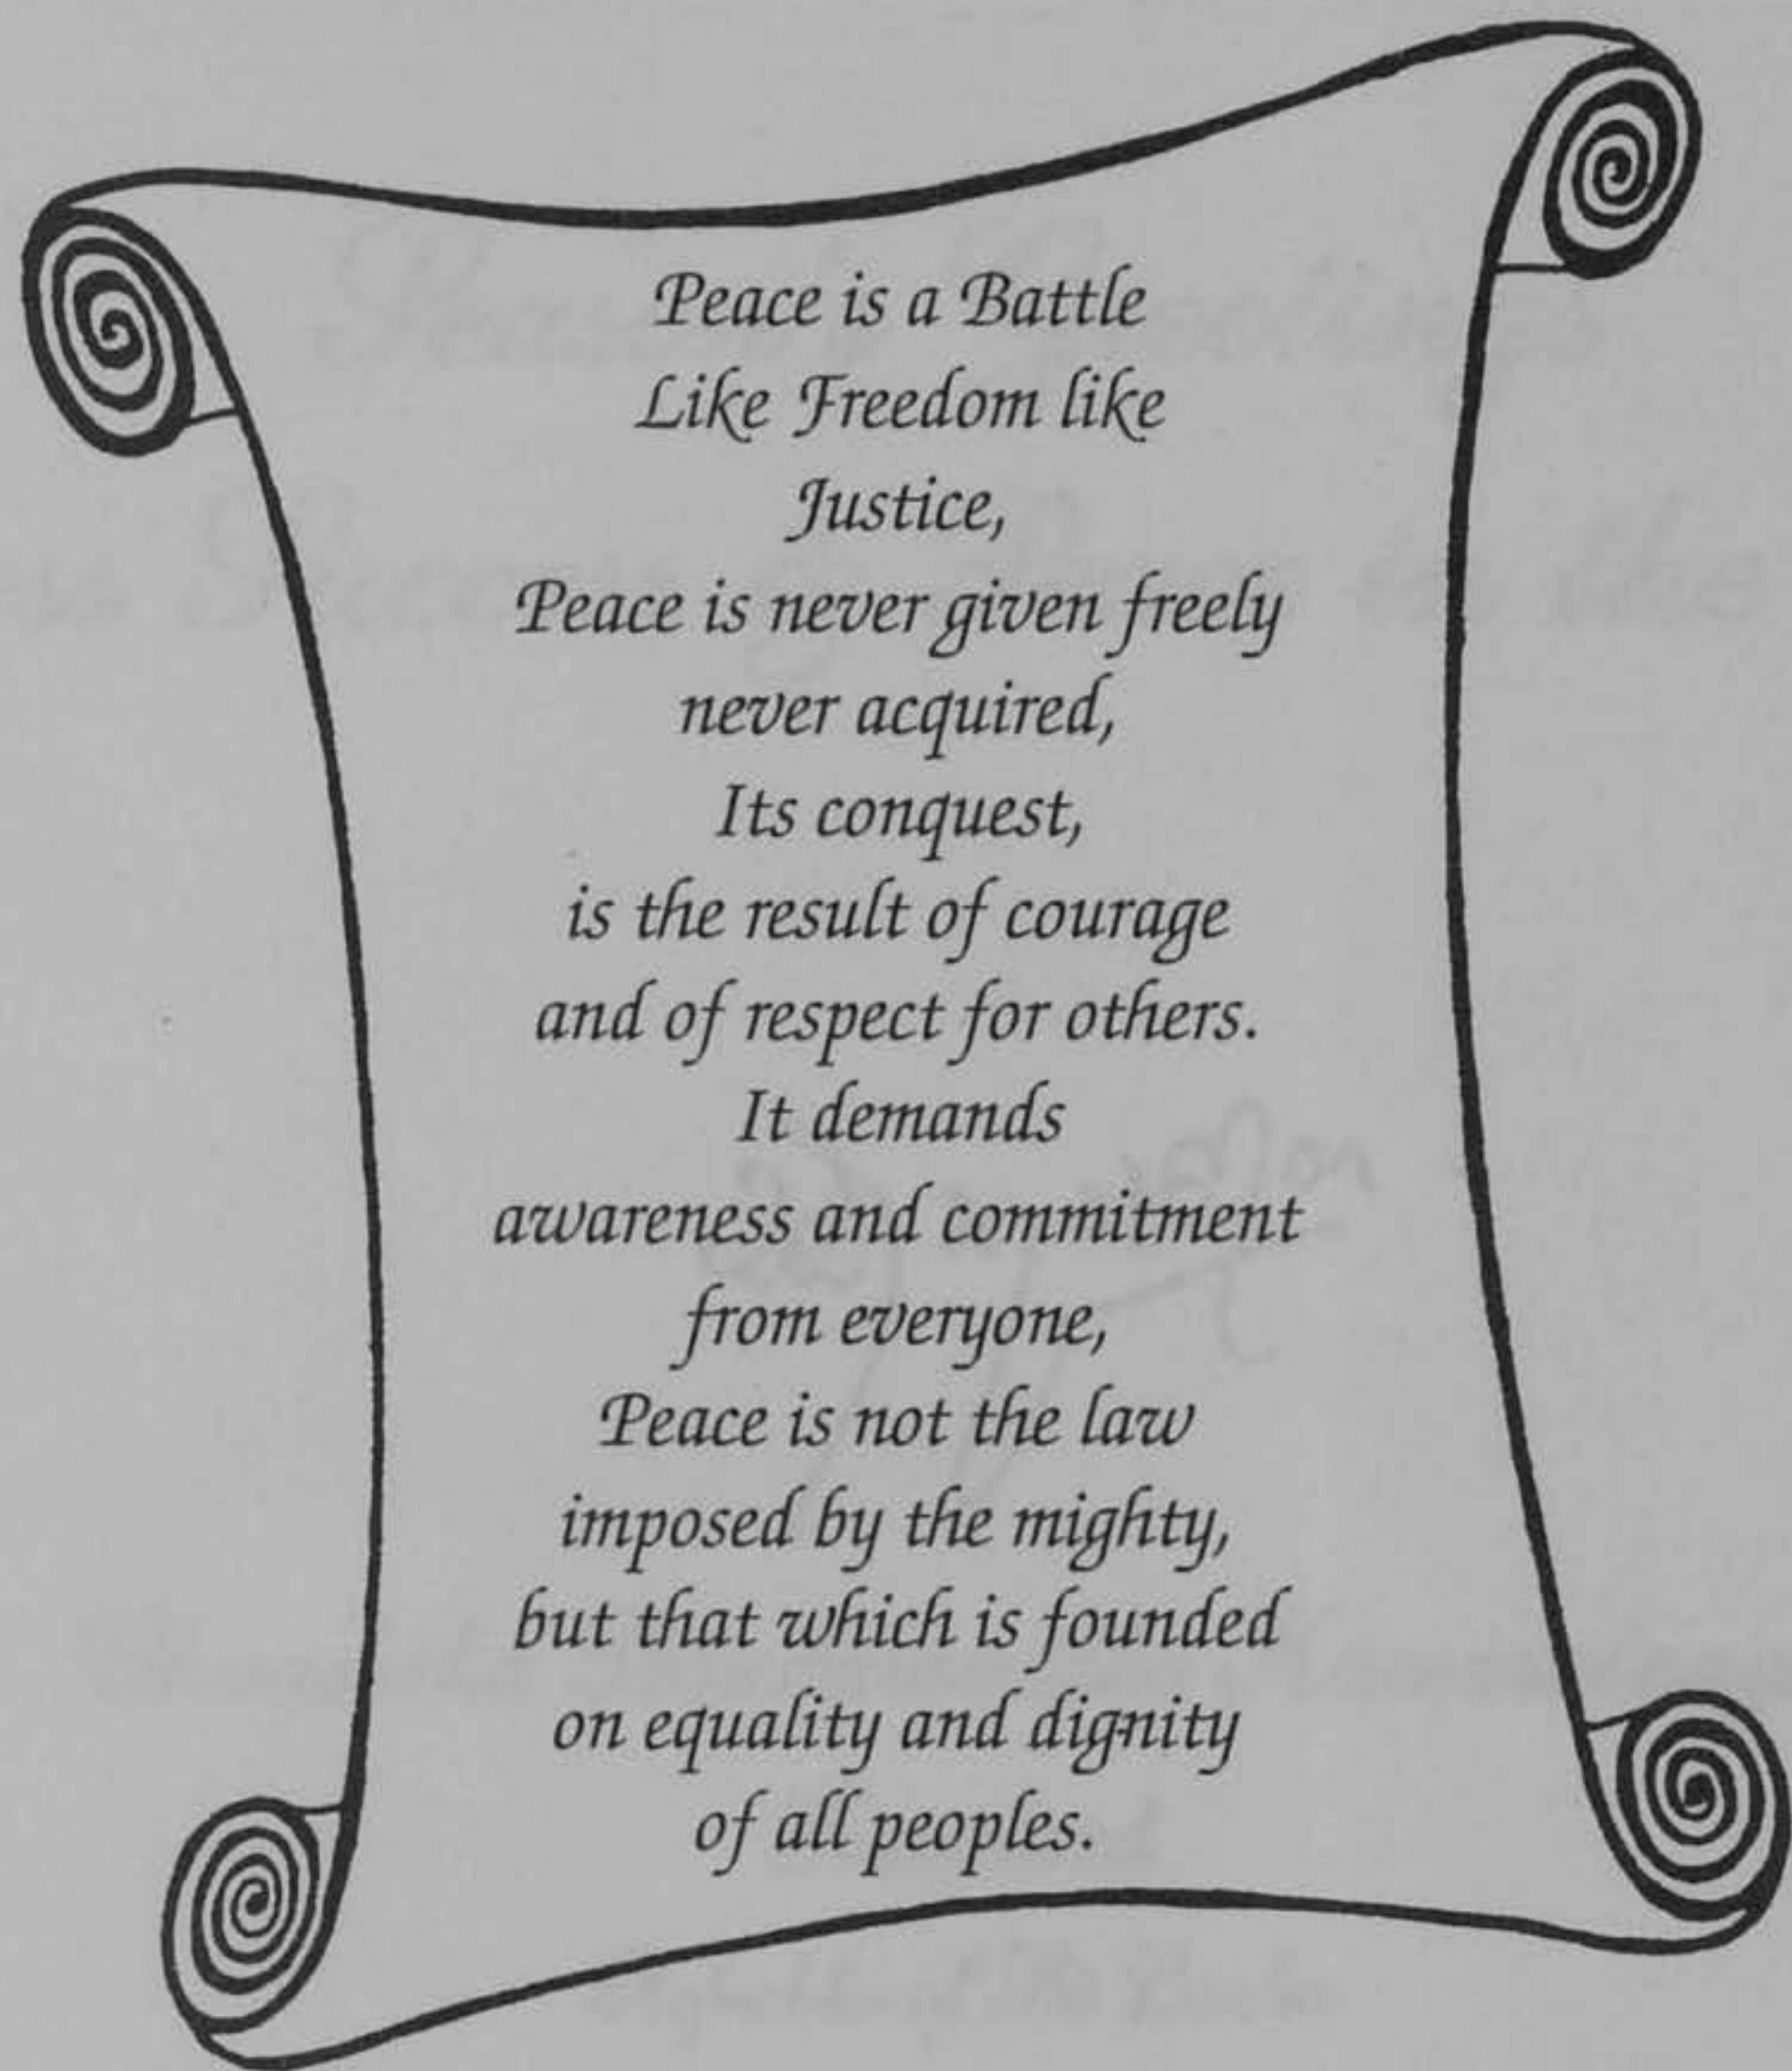 Peace is a Battle
Like Freedom like
Justice,
Peace is never given freely
never acquired,
Its conquest,
is the result of courage
and of respect for others.
It demands
awareness and commitment
from everyone,
Peace is not the law
imposed by the mighty,
but that which is founded
on equality and dignity
of all peoples.